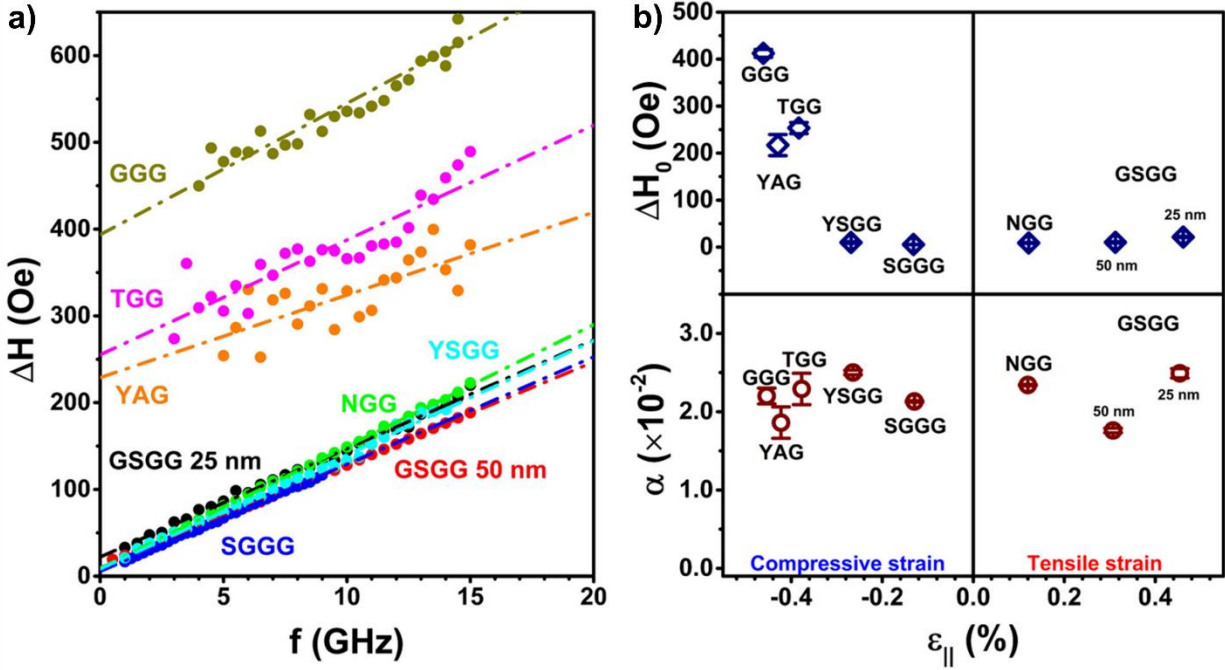 a)
600
500
400
300
200
100
0
ΔH (Oe)
GGG
TGG
YAG
YSGG
NGG
GSGG 25 nm
GSGG 50 nm
SGGG
0 5 10 15 20
f (GHz)
b)
500
400
300
200
100
0
ΔH0 (Oe)
GGG
TGG
YAG
YSGG
SGGG
NGG
GSGG
25 nm
50 nm
3.0
2.0
1.0
0.0
α (×10-2)
GSGG
TGG
NGG
GGG
YSGG
25 nm
50 nm
SGGG
YAG
Compressive strain Tensile strain
-0.4 -0.2 0.0 0.2 0.4
ε|| (%)